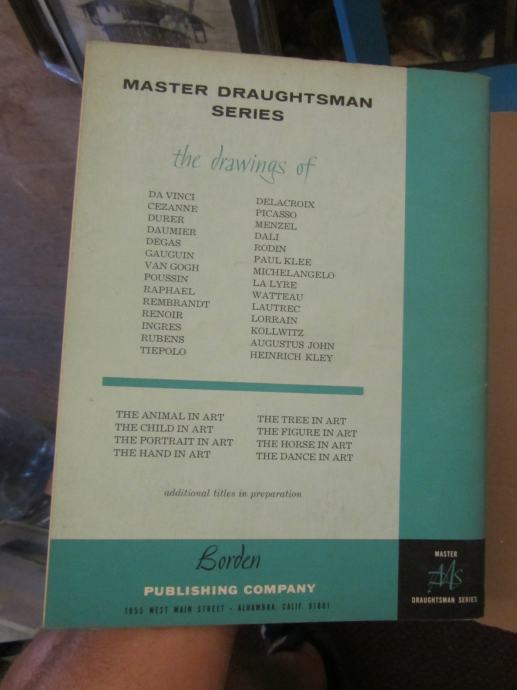 MASTER DRAUGHTSMAN
SERIES
the drawings of
DA VINCI
CEZANNE
DURER
DAUMIER
DEGAS
GAUGUIN
VAN GOGH
POUSSIN
RAPHAEL
REMBRANDT
RENOIR
INGRES
RUBENS
TIEPOLO
DELACROIX
PICASSO
MENZEL
DALI
RODIN
PAUL KLEE
MICHELANGELO
LA LYRE
WATTEAU
LAUTREC
LORRAIN
KOLLWITZ
AUGUSTUS JOHN
HEINRICH KLEY
THE ANIMAL IN ART
THE CHILD IN ART
THE PORTRAIT IN ART
THE HAND IN ART
THE TREE IN ART
THE FIGURE IN ART
THE HORSE IN ART
THE DANCE IN ART
additional titles in preparation
Borden
PUBLISHING COMPANY
1855 WEST MAIN STREET - ALHAMBRA, CALIF. 91801
MASTER
DRAUGHTSMAN SERIES